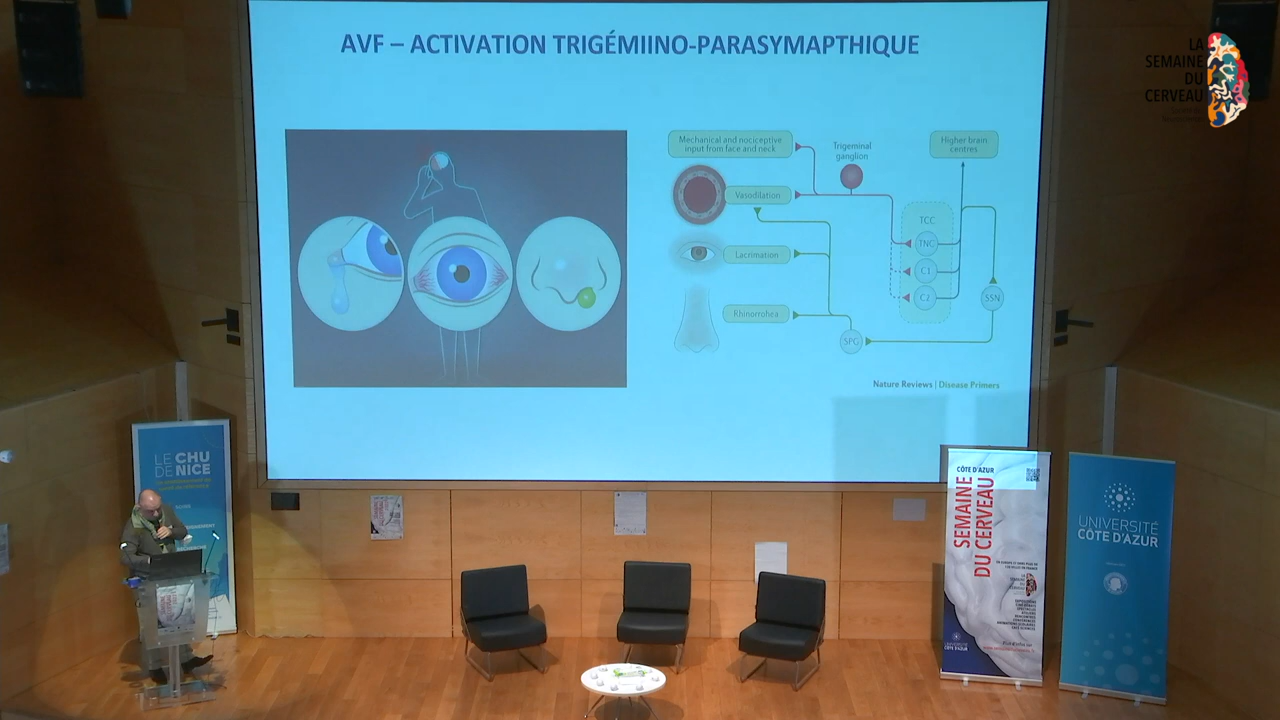 AVF – ACTIVATION TRIGÉMIINO-PARASYMAPTHIQUE
LA
SEMAINE
DU
CERVEAU
Mechanical and nociceptive
input from face and neck
Trigeminal
ganglion
Higher brain
centres
Vasodilation
TCC
TNC
Lacrimation
C1
C2
SSN
Rhinorrohea
SPG
Nature Reviews | Disease Primers
LE CHU
DE NICE
CÔTE D'AZUR
SEMAINE
DU CERVEAU
UNIVERSITÉ
CÔTE D'AZUR